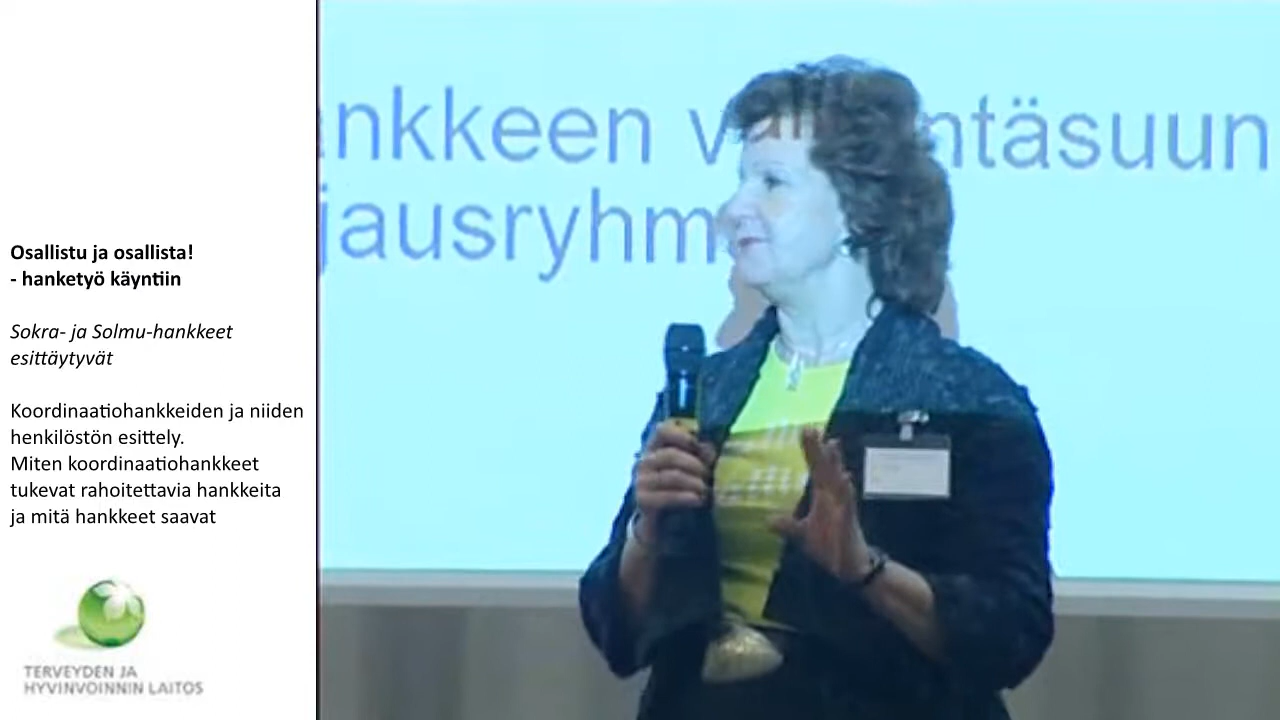 Osallistu ja osallista!
- hanketyö käyntiin
Sokra- ja Solmu-hankkeet
esittäytyvät
Koordinaatiohankkeiden ja niiden
henkilöstön esittely.
Miten koordinaatiohankkeet
tukevat rahoitettavia hankkeita
ja mitä hankkeet saavat
TERVEYDEN JA
HYVINVOINNIN LAITOS
ankkeen v
ntäsuun
jausryhm